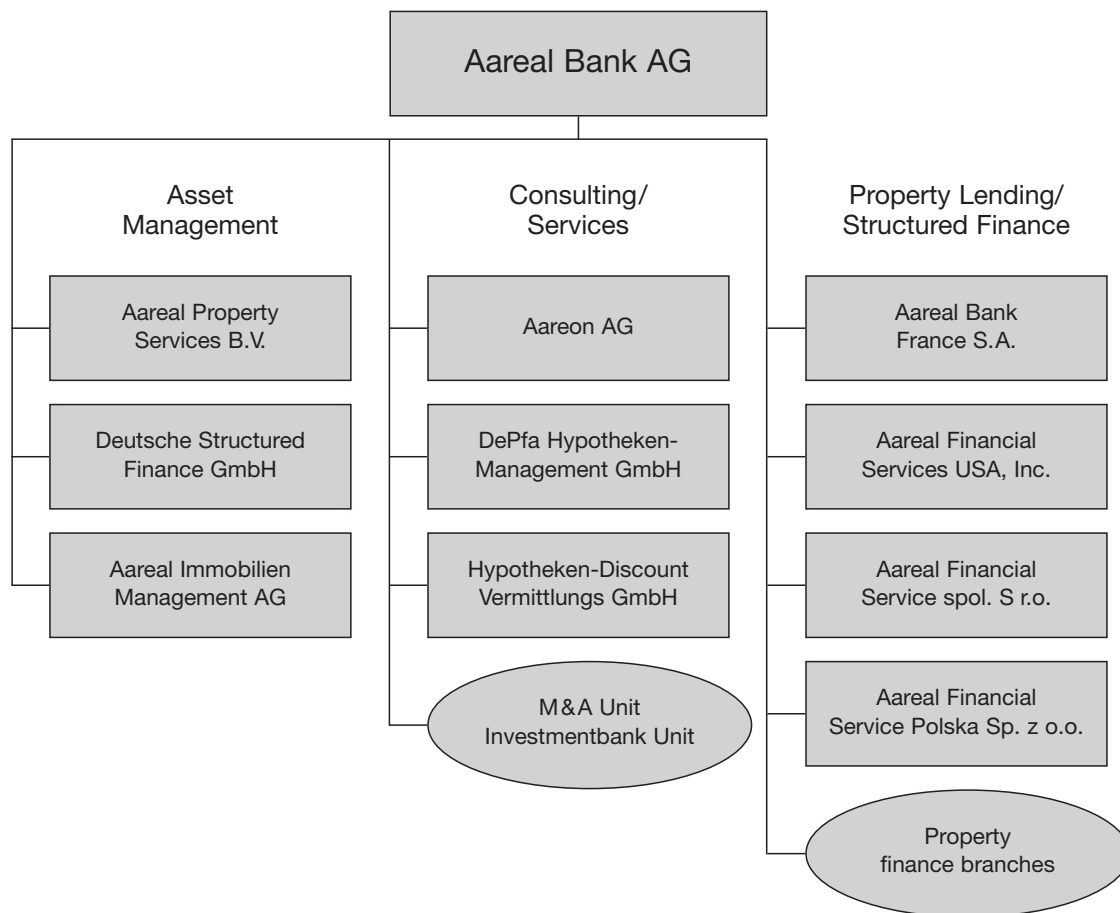 Aareal Bank AG
Asset
Management
Aareal Property
Services B.V.
Deutsche Structured
Finance GmbH
Aareal Immobilien
Management AG
Consulting/
Services
Aareon AG
DePfa Hypotheken-
Management GmbH
Hypotheken-Discount
Vermittlungs GmbH
M&A Unit
Investmentbank Unit
Property Lending/
Structured Finance
Aareal Bank
France S.A.
Aareal Financial
Services USA, Inc.
Aareal Financial
Service spol. S r.o.
Aareal Financial
Service Polska Sp. z o.o.
Property
finance branches